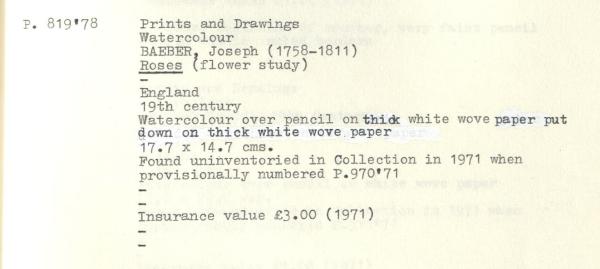 P. 819'78
Prints and Drawings
Watercolour
BAEBER, Joseph (1758-1811)
Roses (flower study)
-
England
19th century
Watercolour over pencil on thick white wove paper put
down on thick white wove paper
17.7 x 14.7 cms.
Found uninventoried in Collection in 1971 when
provisionally numbered P.970'71
-
-
Insurance value £3.00 (1971)
-
-